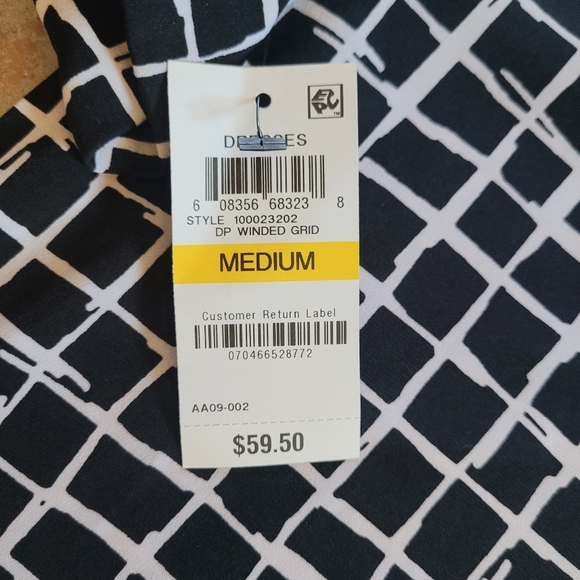 DRESSES
6 08356 68323 8
STYLE 100023202
DP WINDED GRID
MEDIUM
Customer Return Label
070466528772
AA09-002
$59.50